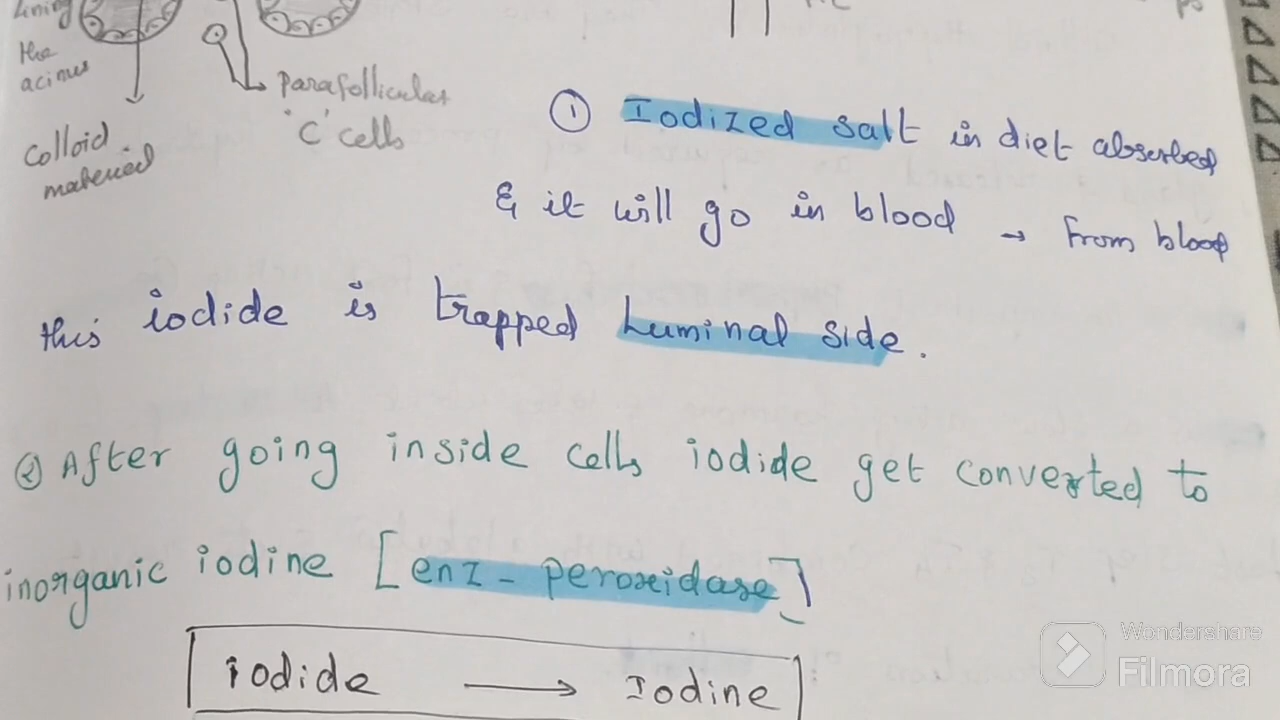 lining
the
acinus
colloid
material
parafollicular
'C' cells
① Iodized salt in diet absorbed
& it will go in blood → From blood
this iodide is trapped Luminal side.
② After going inside cells iodide get converted to
inorganic iodine [enz - peroxidase]
iodide → Iodine
Wondershare
Filmora